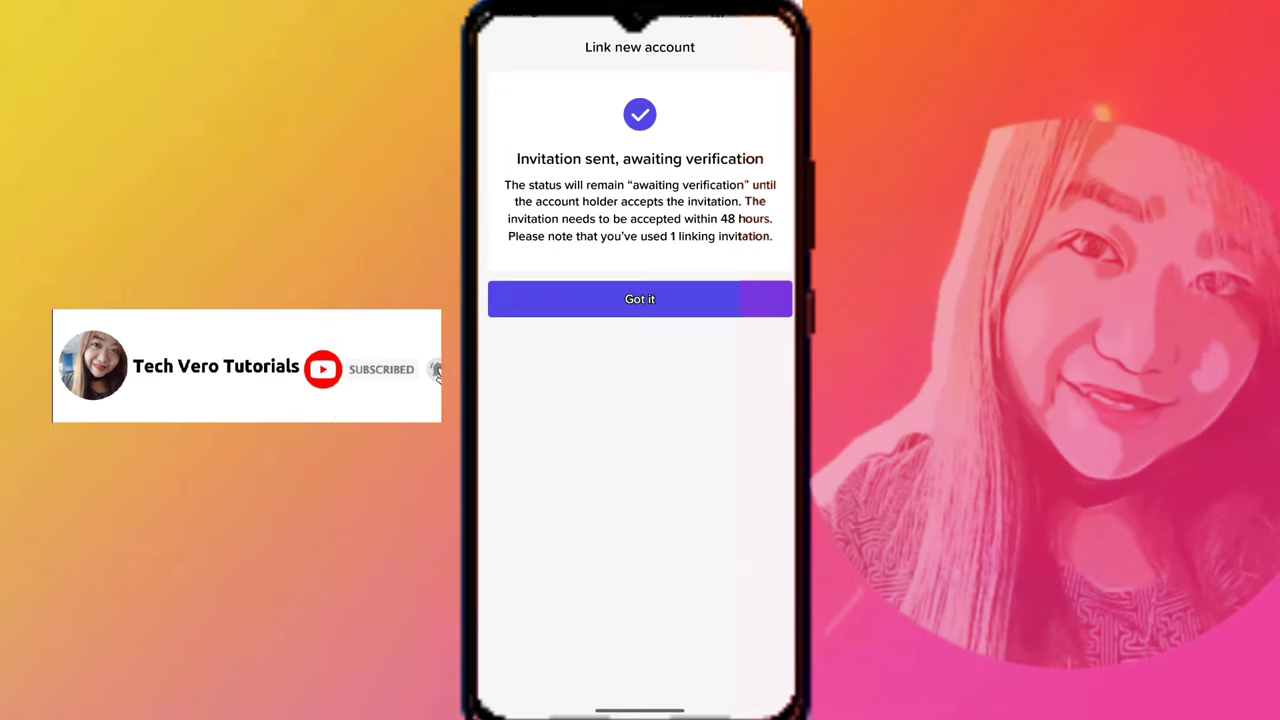 Link new account
Invitation sent, awaiting verification
The status will remain “awaiting verification” until
the account holder accepts the invitation. The
invitation needs to be accepted within 48 hours.
Please note that you’ve used 1 linking invitation.
Got it
Tech Vero Tutorials
SUBSCRIBED